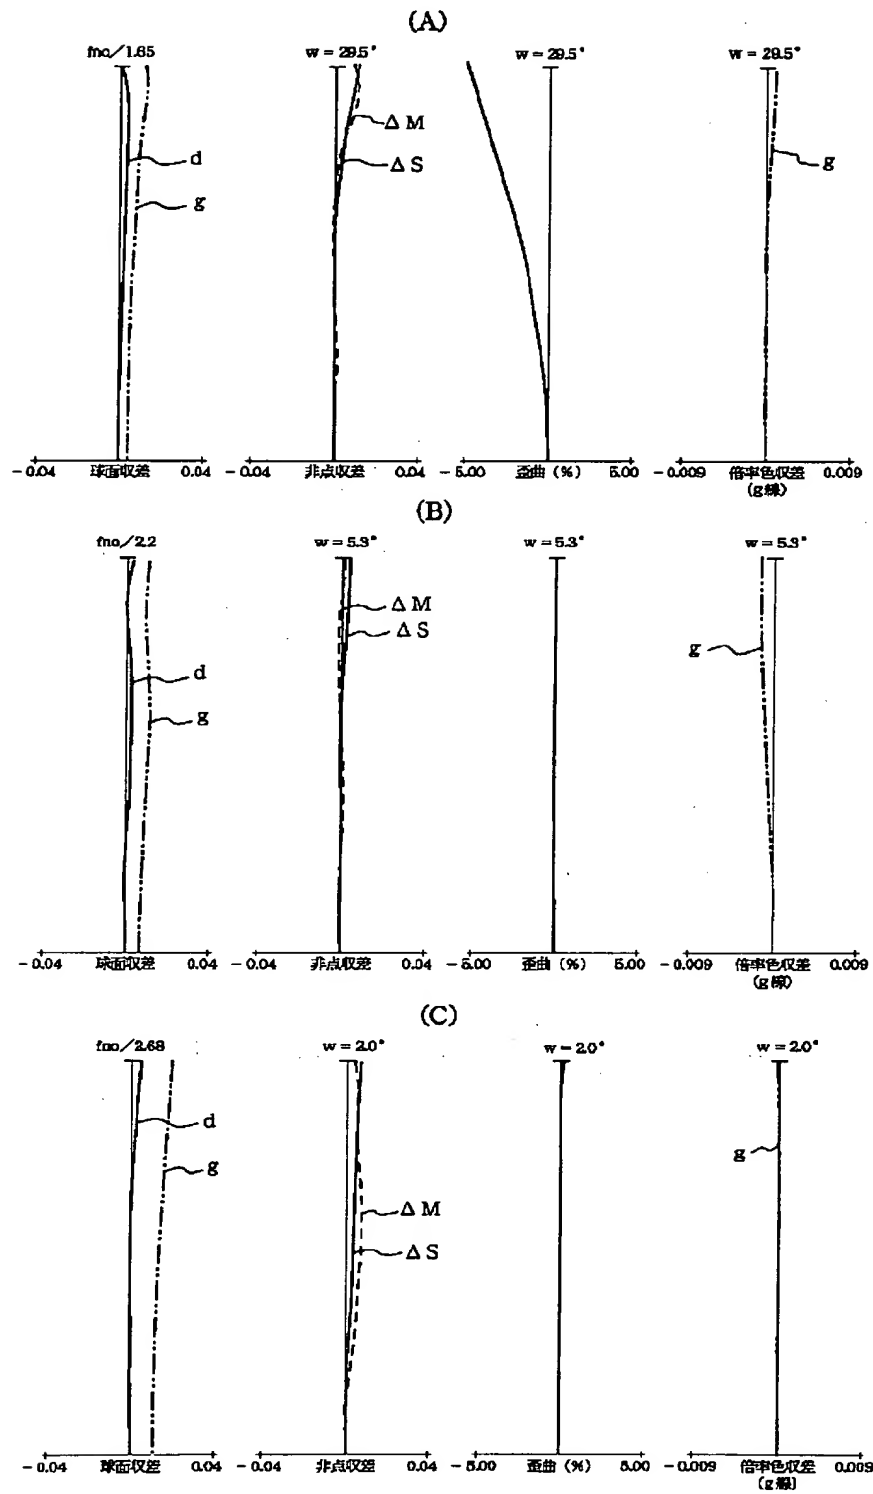 (A)
fno/1.65
w = 29.5°
w = 29.5°
w = 29.5°
Δ M
d
Δ S
g
g
-0.04
球面収差
0.04
-0.04
非点収差
0.04
-5.00
歪曲 (%)
5.00
-0.009
倍率色収差
0.009
(g線)
(B)
fno/2.2
w = 5.3°
w = 5.3°
w = 5.3°
Δ M
Δ S
g
d
g
-0.04
球面収差
0.04
-0.04
非点収差
0.04
-5.00
歪曲 (%)
5.00
-0.009
倍率色収差
0.009
(g線)
(C)
fno/2.68
w = 2.0°
w = 2.0°
w = 2.0°
d
g
g
Δ M
Δ S
-0.04
球面収差
0.04
-0.04
非点収差
0.04
-5.00
歪曲 (%)
5.00
-0.009
倍率色収差
0.009
(g線)